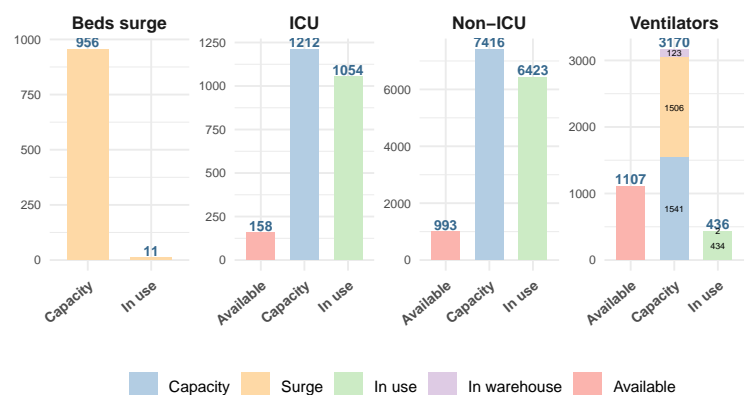 Beds surge
ICU
Non−ICU
Ventilators
1000
750
500
250
0
956
11
Capacity
In use
1250
1000
750
500
250
0
158
1212
1054
Available
Capacity
In use
6000
4000
2000
0
993
7416
6423
Available
Capacity
In use
3000
2000
1000
0
1107
3170
123
1506
1541
436
2
434
Available
Capacity
In use
Capacity
Surge
In use
In warehouse
Available